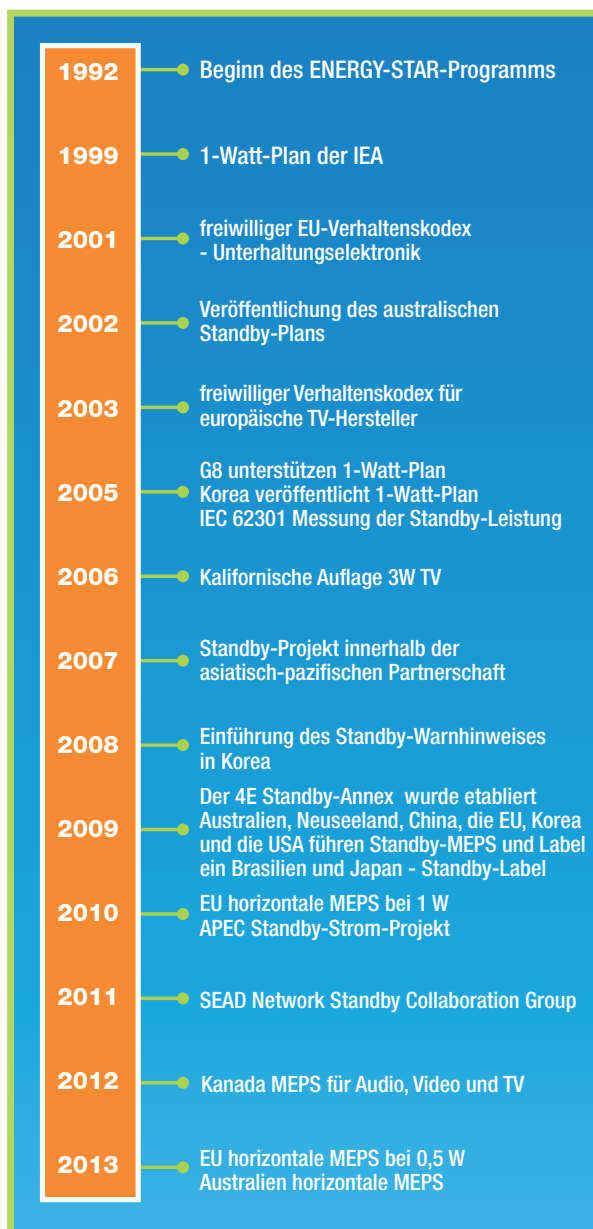 1992
Beginn des ENERGY-STAR-Programms
1999
1-Watt-Plan der IEA
2001
freiwilliger EU-Verhaltenskodex
- Unterhaltungselektronik
2002
Veröffentlichung des australischen
Standby-Plans
2003
freiwilliger Verhaltenskodex für
europäische TV-Hersteller
2005
G8 unterstützen 1-Watt-Plan
Korea veröffentlicht 1-Watt-Plan
IEC 62301 Messung der Standby-Leistung
2006
Kalifornische Auflage 3W TV
2007
Standby-Projekt innerhalb der
asiatisch-pazifischen Partnerschaft
2008
Einführung des Standby-Warnhinweises
in Korea
2009
Der 4E Standby-Annex wurde etabliert
Australien, Neuseeland, China, die EU, Korea
und die USA führen Standby-MEPS und Label
ein Brasilien und Japan - Standby-Label
2010
EU horizontale MEPS bei 1 W
APEC Standby-Strom-Projekt
2011
SEAD Network Standby Collaboration Group
2012
Kanada MEPS für Audio, Video und TV
2013
EU horizontale MEPS bei 0,5 W
Australien horizontale MEPS